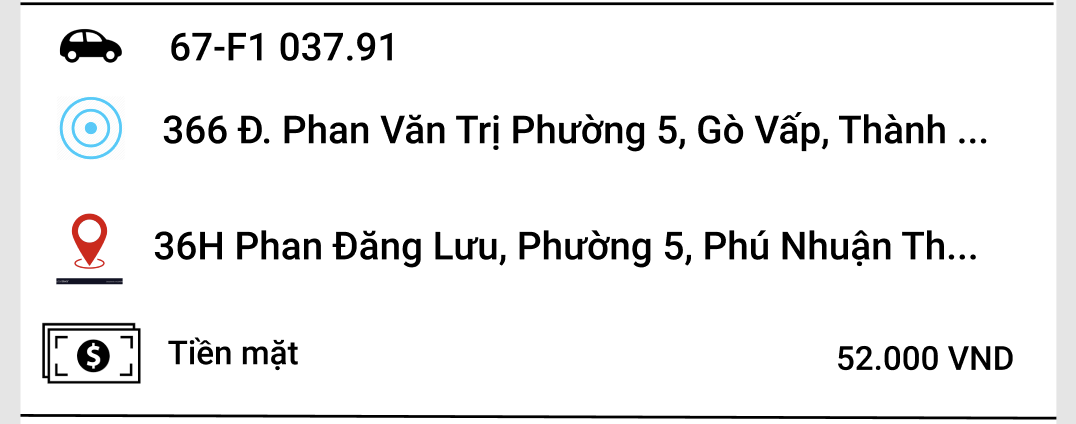 67-F1 037.91
366 Đ. Phan Văn Trị Phường 5, Gò Vấp, Thành ...
36H Phan Đăng Lưu, Phường 5, Phú Nhuận Th...
$
Tiền mặt
52.000 VND